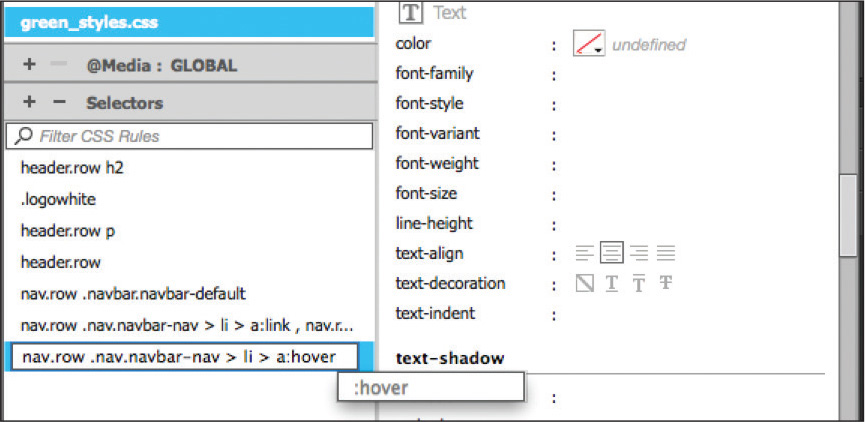 green_styles.css
+ − @Media : GLOBAL
+ − Selectors
Filter CSS Rules
header.row h2
.logowhite
header.row p
header.row
nav.row .navbar.navbar-default
nav.row .nav.navbar-nav > li > a:link , nav.r...
nav.row .nav.navbar-nav > li > a:hover
:hover
T Text
color : undefined
font-family :
font-style :
font-variant :
font-weight :
font-size :
line-height :
text-align :
text-decoration : T T T
text-indent :
text-shadow
: